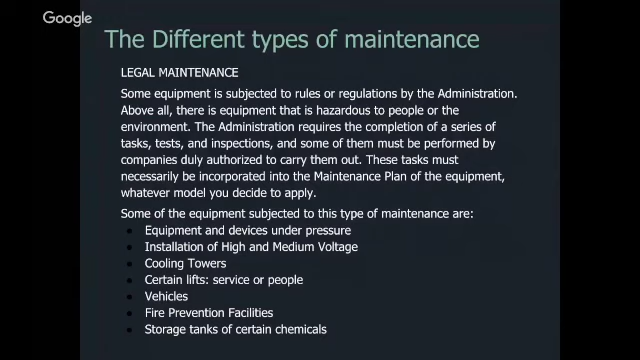 Google
The Different types of maintenance
LEGAL MAINTENANCE
Some equipment is subjected to rules or regulations by the Administration.
Above all, there is equipment that is hazardous to people or the
environment. The Administration requires the completion of a series of
tasks, tests, and inspections, and some of them must be performed by
companies duly authorized to carry them out. These tasks must
necessarily be incorporated into the Maintenance Plan of the equipment,
whatever model you decide to apply.
Some of the equipment subjected to this type of maintenance are:
• Equipment and devices under pressure
• Installation of High and Medium Voltage
• Cooling Towers
• Certain lifts: service or people
• Vehicles
• Fire Prevention Facilities
• Storage tanks of certain chemicals